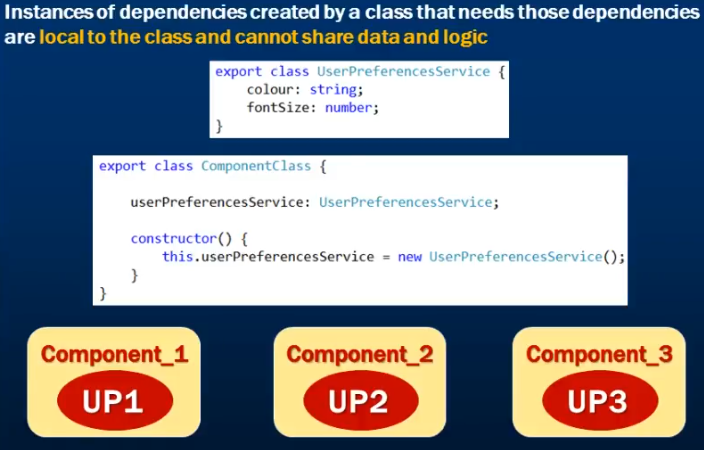 Instances of dependencies created by a class that needs those dependencies
are local to the class and cannot share data and logic
export class UserPreferencesService {
    colour: string;
    fontSize: number;
}
export class ComponentClass {
    userPreferencesService: UserPreferencesService;
    constructor() {
        this.userPreferencesService = new UserPreferencesService();
    }
}
Component_1
UP1
Component_2
UP2
Component_3
UP3